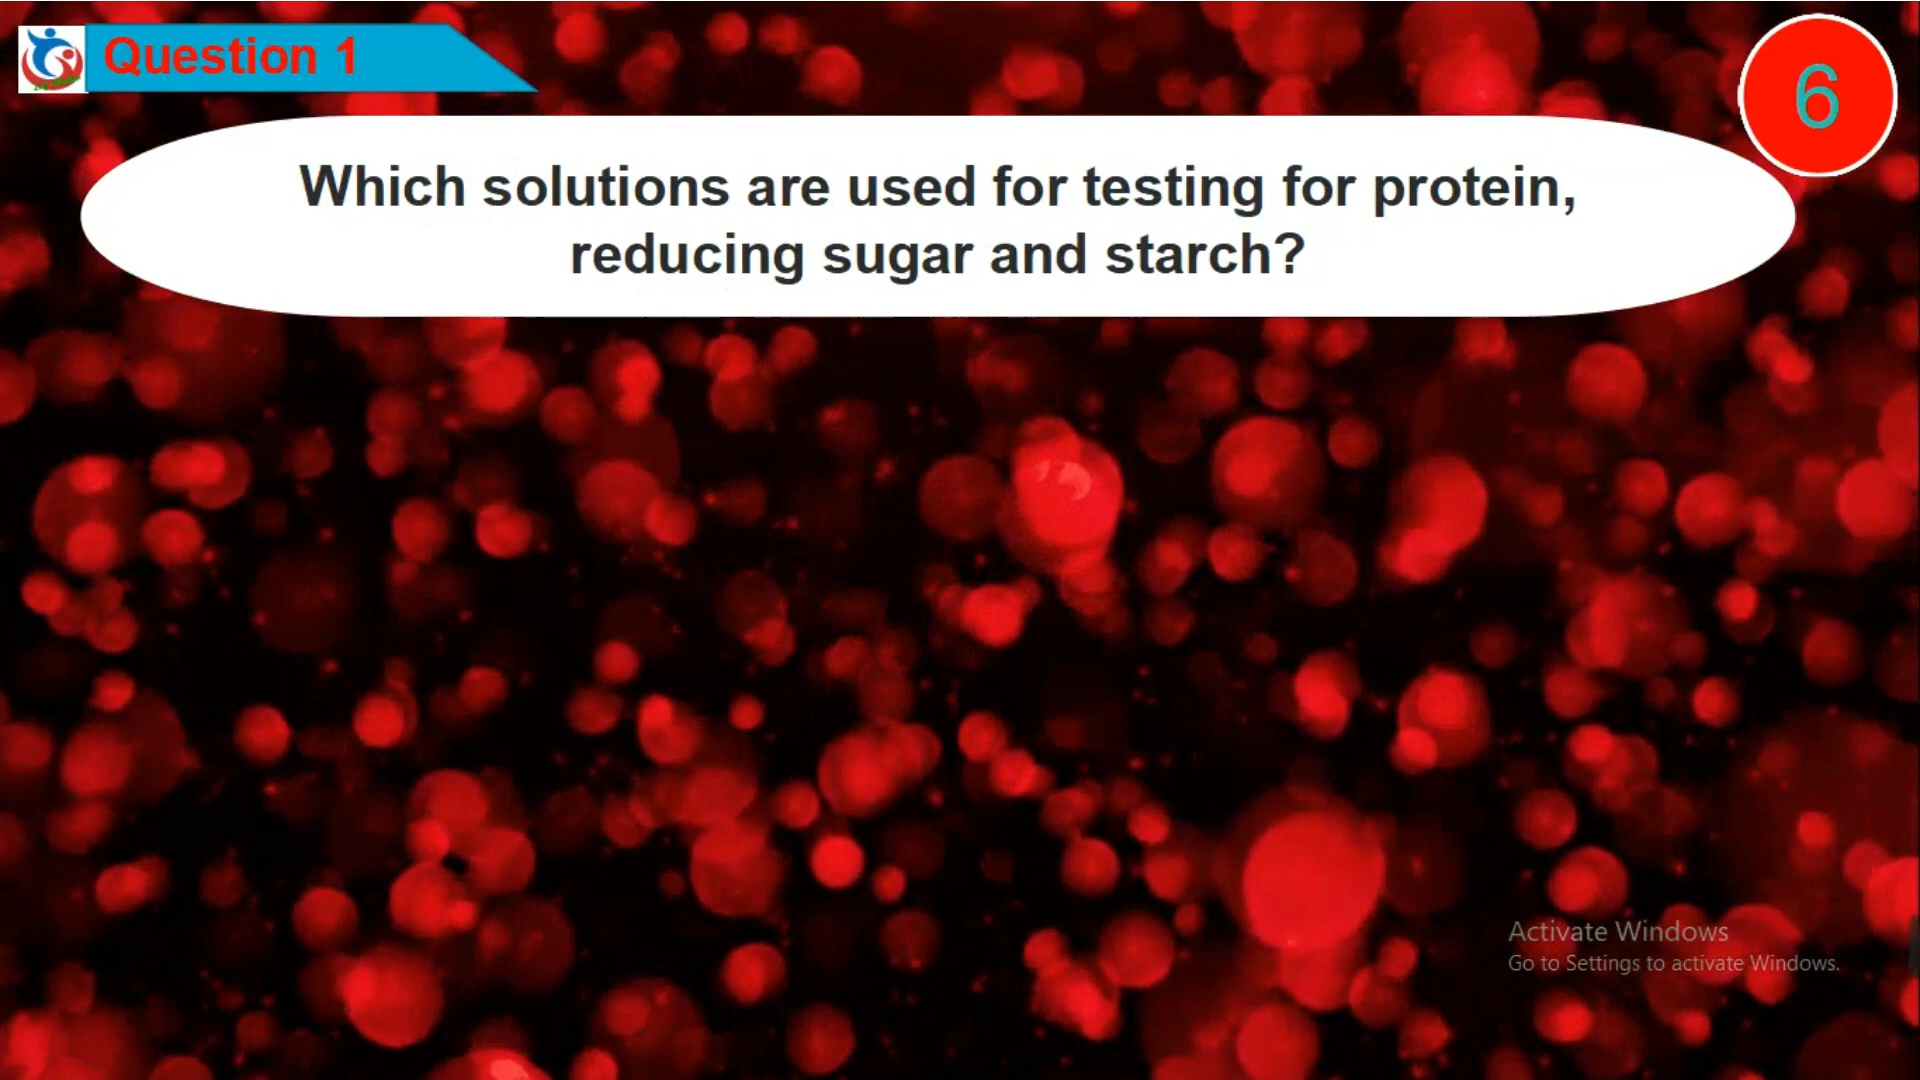 Question 1
6
Which solutions are used for testing for protein,
reducing sugar and starch?
Activate Windows
Go to Settings to activate Windows.